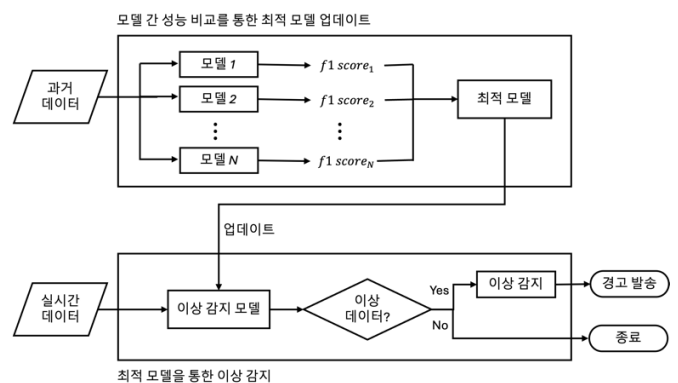 모델 간 성능 비교를 통한 최적 모델 업데이트
과거
데이터
모델 1
f1 score₁
모델 2
f1 score₂
⋮
⋮
모델 N
f1 score_N
최적 모델
업데이트
실시간
데이터
이상 감지 모델
이상
데이터?
Yes
No
이상 감지
경고 발송
종료
최적 모델을 통한 이상 감지